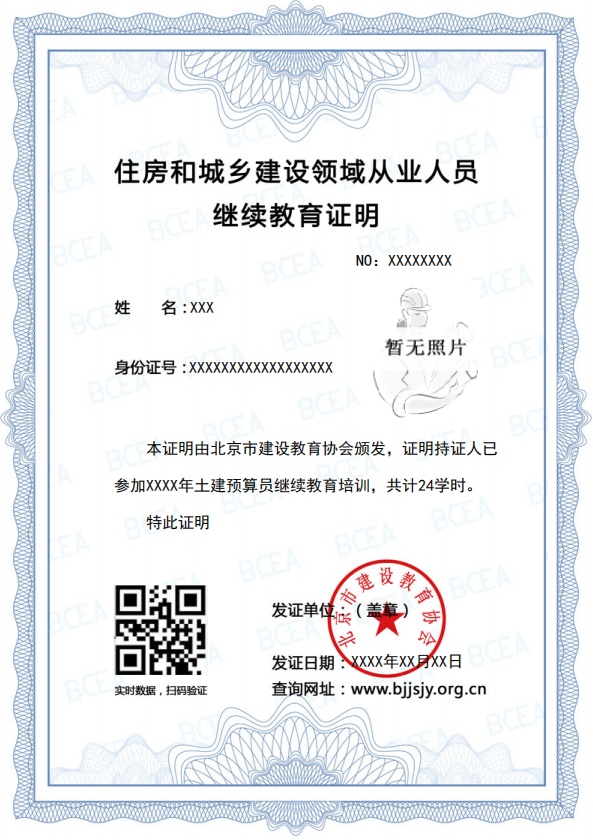 住房和城乡建设领域从业人员
继续教育证明
NO：XXXXXXXX
姓 名：XXX
暂无照片
身份证号：XXXXXXXXXXXXXXXXXX
本证明由北京市建设教育协会颁发，证明持证人已
参加XXXX年土建预算员继续教育培训，共计24学时。
特此证明
北京市建设教育协会
发证单位：（盖章）
发证日期：XXXX年XX月XX日
实时数据，扫码验证
查询网址：www.bjjsjy.org.cn
BCEA